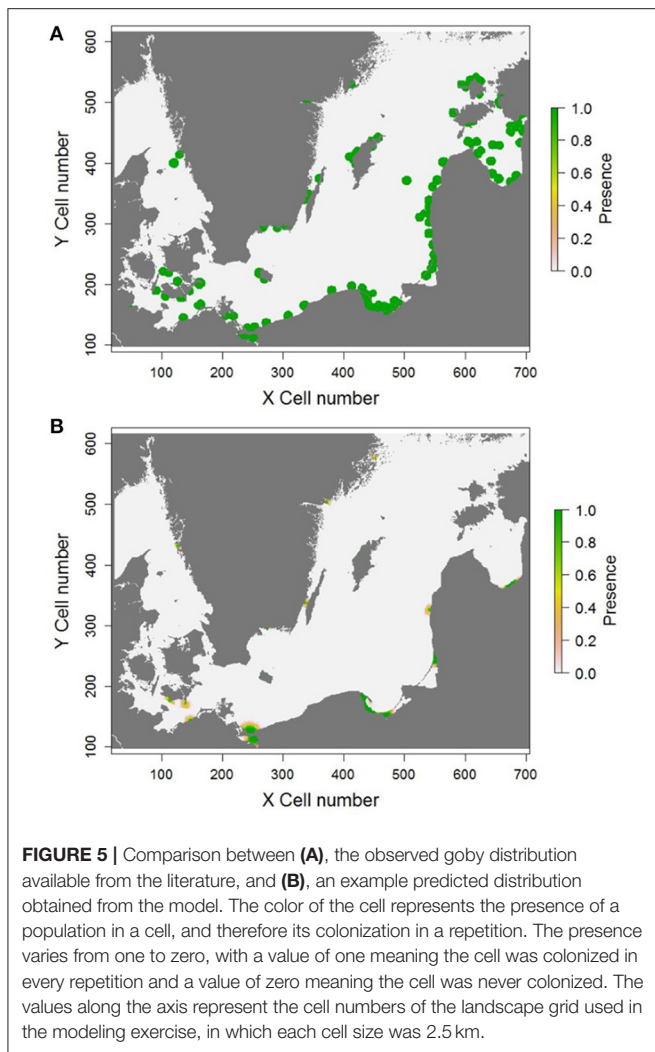 A
600
500
400
300
200
100
Y Cell number
100 200 300 400 500 600 700
X Cell number
1.0
0.8
0.6
0.4
0.2
0.0
Presence
B
600
500
400
300
200
100
Y Cell number
100 200 300 400 500 600 700
X Cell number
1.0
0.8
0.6
0.4
0.2
0.0
Presence
FIGURE 5 | Comparison between (A), the observed goby distribution
available from the literature, and (B), an example predicted distribution
obtained from the model. The color of the cell represents the presence of a
population in a cell, and therefore its colonization in a repetition. The presence
varies from one to zero, with a value of one meaning the cell was colonized in
every repetition and a value of zero meaning the cell was never colonized. The
values along the axis represent the cell numbers of the landscape grid used in
the modeling exercise, in which each cell size was 2.5 km.